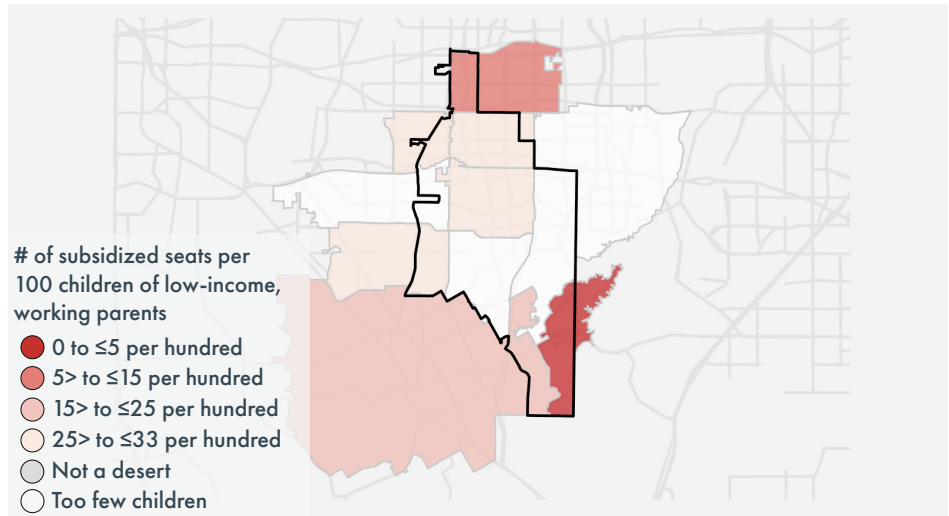 # of subsidized seats per
100 children of low-income,
working parents
0 to ≤5 per hundred
5> to ≤15 per hundred
15> to ≤25 per hundred
25> to ≤33 per hundred
Not a desert
Too few children